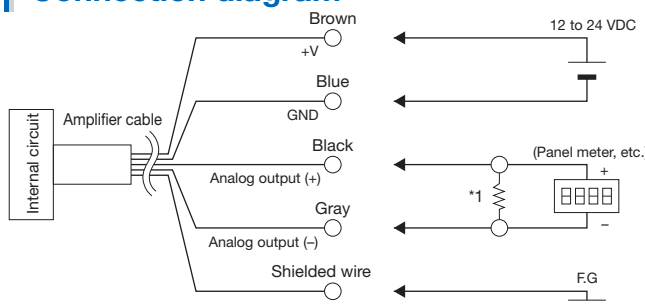 Connection diagram
Brown
12 to 24 VDC
+V
Blue
GND
Internal circuit
Amplifier cable
Black
(Panel meter, etc.)
Analog output (+)
+
*1
8888
Gray
Analog output (–)
–
Shielded wire
F.G